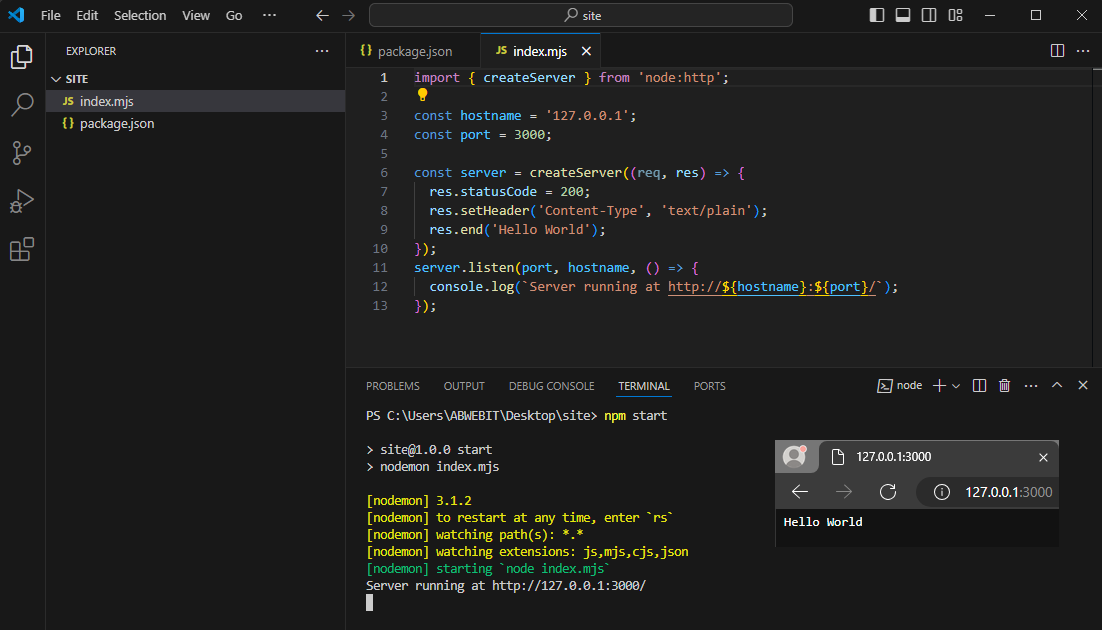 File Edit Selection View Go ··· site
EXPLORER ···
SITE
JS index.mjs
{} package.json
{} package.json JS index.mjs
1 import { createServer } from 'node:http';
2
3 const hostname = '127.0.0.1';
4 const port = 3000;
5
6 const server = createServer((req, res) => {
7 res.statusCode = 200;
8 res.setHeader('Content-Type', 'text/plain');
9 res.end('Hello World');
10 });
11 server.listen(port, hostname, () => {
12 console.log(`Server running at http://${hostname}:${port}/`);
13 });
PROBLEMS OUTPUT DEBUG CONSOLE TERMINAL PORTS node
PS C:\Users\ABWEBIT\Desktop\site> npm start
> site@1.0.0 start
> nodemon index.mjs
[nodemon] 3.1.2
[nodemon] to restart at any time, enter `rs`
[nodemon] watching path(s): *.*
[nodemon] watching extensions: js,mjs,cjs,json
[nodemon] starting `node index.mjs`
Server running at http://127.0.0.1:3000/
127.0.0.1:3000
127.0.0.1:3000
Hello World